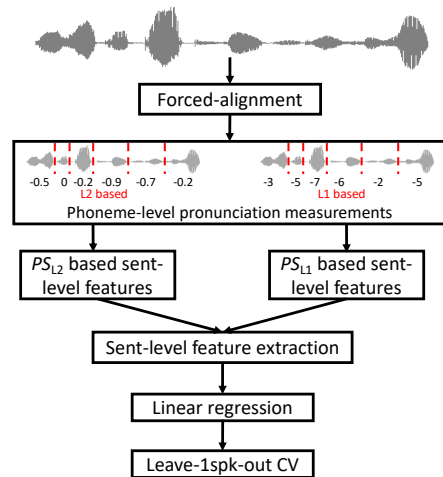 Forced-alignment
-0.5 0 -0.2 -0.9 -0.7 -0.2
L2 based
-3 -5 -7 -6 -2 -5
L1 based
Phoneme-level pronunciation measurements
PSL2 based sent-
level features
PSL1 based sent-
level features
Sent-level feature extraction
Linear regression
Leave-1spk-out CV